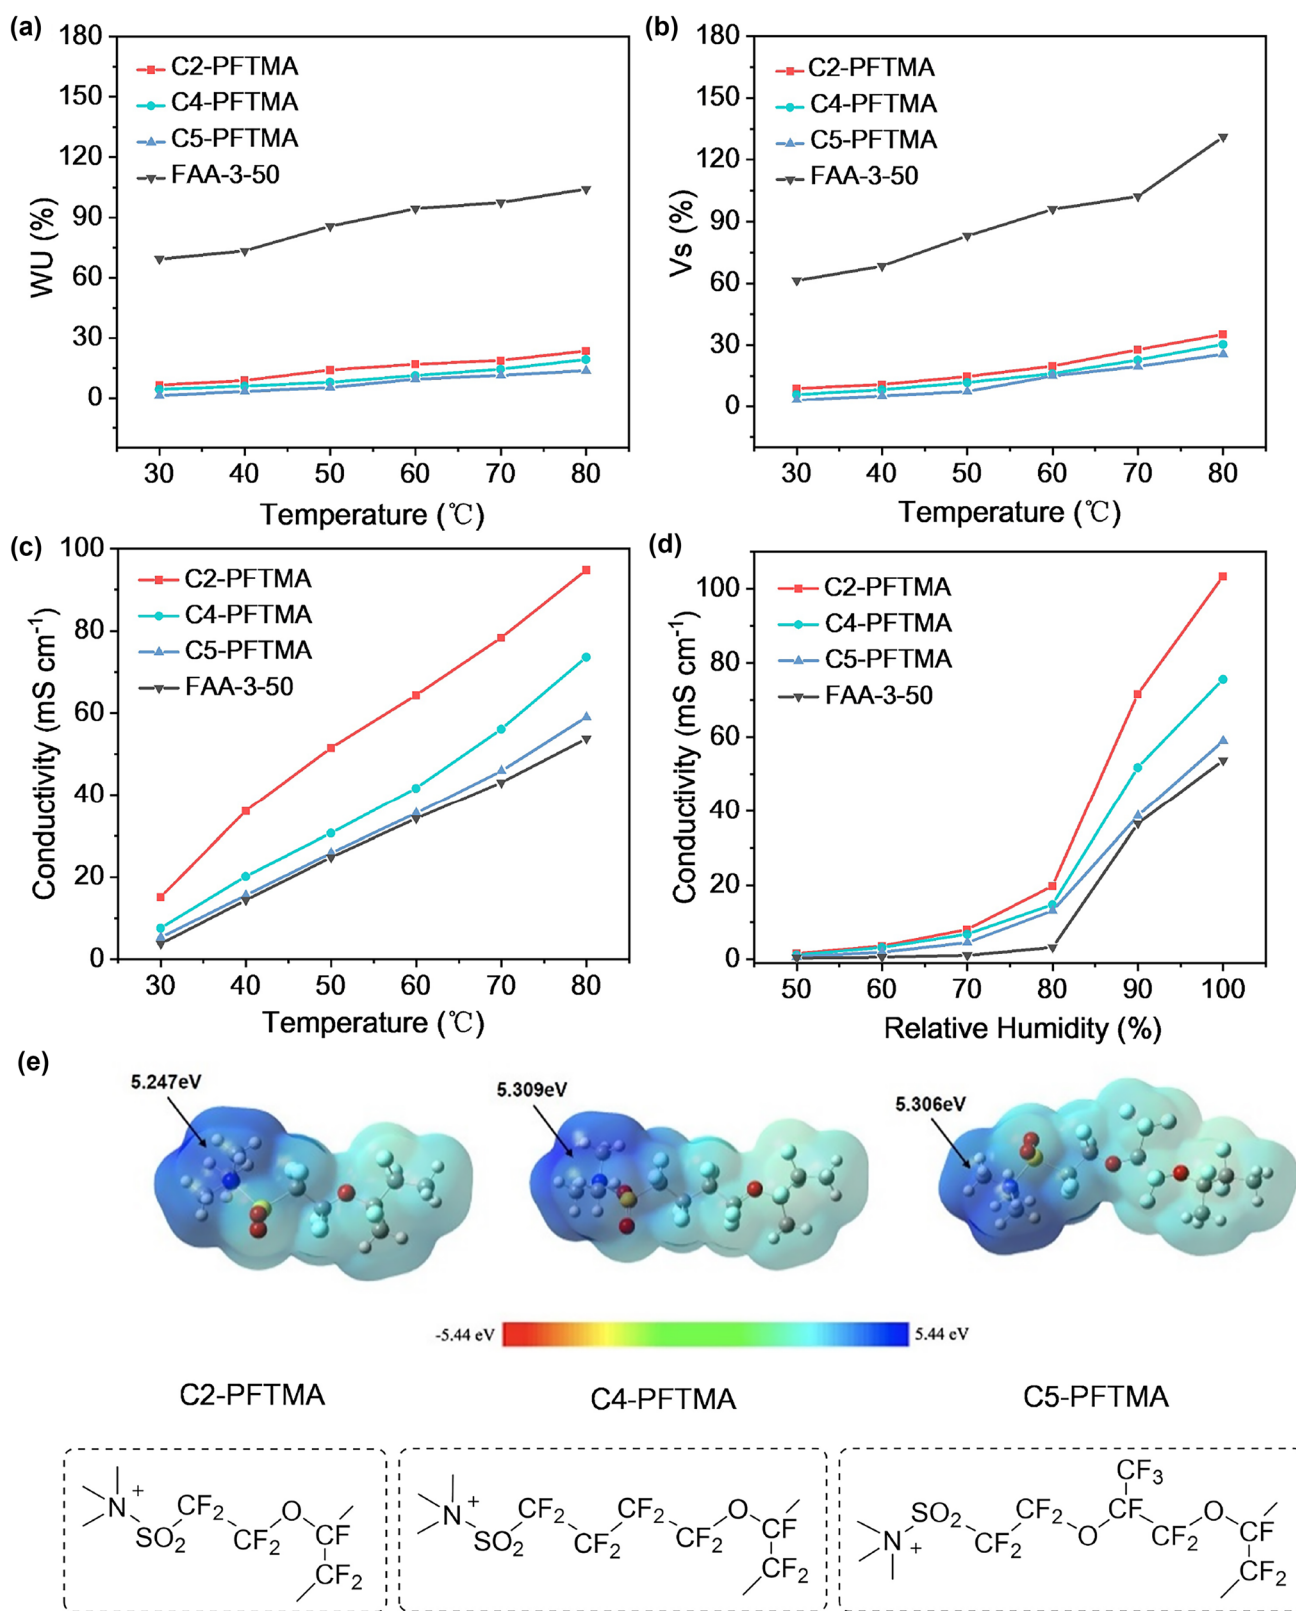 (a)
180
150
120
90
60
30
0
WU (%)
C2-PFTMA
C4-PFTMA
C5-PFTMA
FAA-3-50
30 40 50 60 70 80
Temperature (℃)
(b)
180
150
120
90
60
30
0
Vs (%)
C2-PFTMA
C4-PFTMA
C5-PFTMA
FAA-3-50
30 40 50 60 70 80
Temperature (℃)
(c)
100
80
60
40
20
0
Conductivity (mS cm⁻¹)
C2-PFTMA
C4-PFTMA
C5-PFTMA
FAA-3-50
30 40 50 60 70 80
Temperature (℃)
(d)
100
80
60
40
20
0
Conductivity (mS cm⁻¹)
C2-PFTMA
C4-PFTMA
C5-PFTMA
FAA-3-50
50 60 70 80 90 100
Relative Humidity (%)
(e)
5.247eV
5.309eV
5.306eV
-5.44 eV 5.44 eV
C2-PFTMA C4-PFTMA C5-PFTMA
N +
SO₂
CF₂
CF₂
O
CF
CF₂
N +
SO₂
CF₂
CF₂
CF₂
CF₂
O
CF
CF₂
N +
SO₂
CF₂
CF₂
O
CF₃
CF
CF₂
O
CF
CF₂